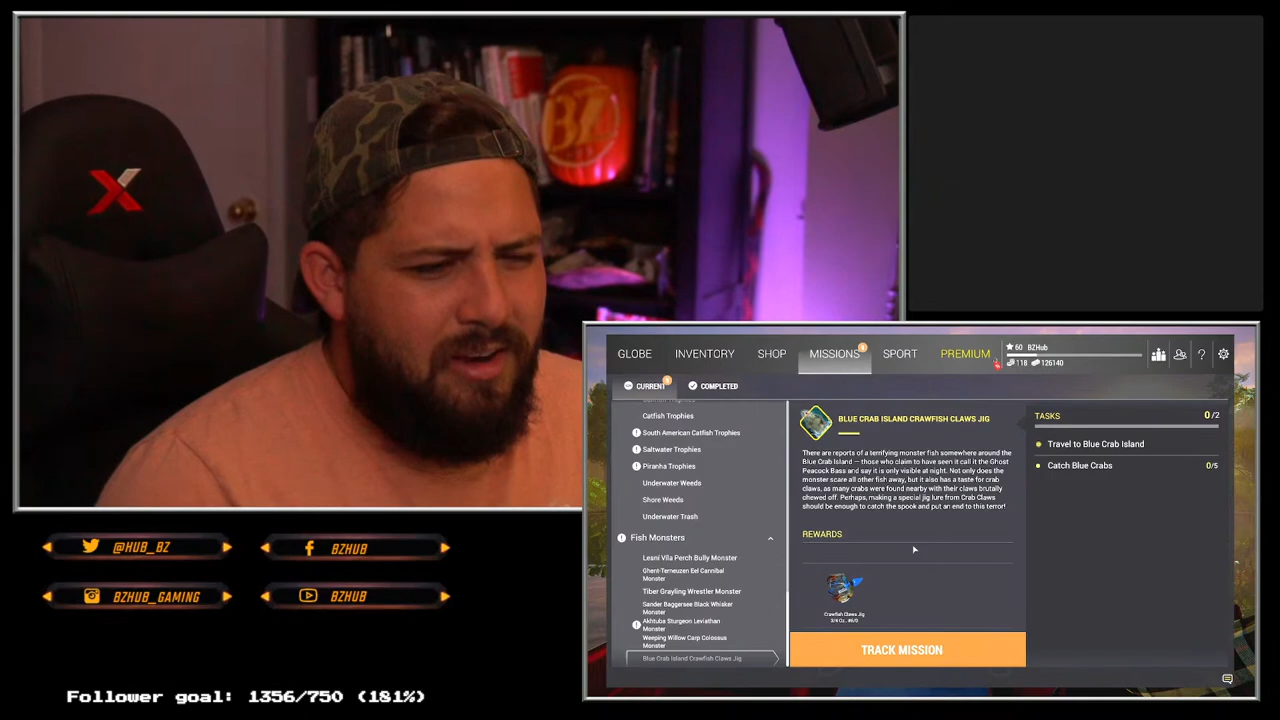 X
BZ
GLOBE
INVENTORY
SHOP
MISSIONS
SPORT
PREMIUM
60 BZHub
118 126140
?
CURRENT
COMPLETED
Catfish Trophies
South American Catfish Trophies
Saltwater Trophies
Piranha Trophies
Underwater Weeds
Shore Weeds
Underwater Trash
Fish Monsters
Lesni Vila Perch Bully Monster
Ghent-Terneuzen Eel Cannibal
Monster
Tiber Grayling Wrestler Monster
Sander Baggersee Black Whisker
Monster
Akhtuba Sturgeon Leviathan
Monster
Weeping Willow Carp Colossus
Monster
Blue Crab Island Crawfish Claws Jig
BLUE CRAB ISLAND CRAWFISH CLAWS JIG
There are reports of a terrifying monster fish somewhere around the
Blue Crab Island — those who claim to have seen it call it the Ghost
Peacock Bass and say it is only visible at night. Not only does the
monster scare all other fish away, but it also has a taste for crab
claws, as many crabs were found nearby with their claws brutally
chewed off. Perhaps, making a special jig lure from Crab Claws
should be enough to catch the spook and put an end to this terror!
REWARDS
Crawfish Claws Jig
3/4 Oz., #6/0
TRACK MISSION
TASKS
0/2
Travel to Blue Crab Island
Catch Blue Crabs
0/5
@HUB_BZ
BZHUB
BZHUB_GAMING
BZHUB
Follower goal: 1356/750 (181%)